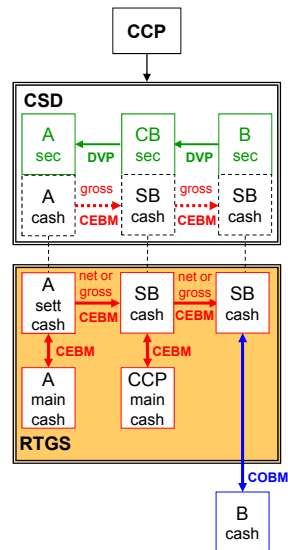 CCP
CSD
A
sec
CB
sec
B
sec
DVP
DVP
A
cash
gross
CEBM
SB
cash
gross
CEBM
SB
cash
A
sett
cash
net or
gross
CEBM
SB
cash
net or
gross
CEBM
SB
cash
CEBM
CEBM
A
main
cash
CCP
main
cash
RTGS
COBM
B
cash